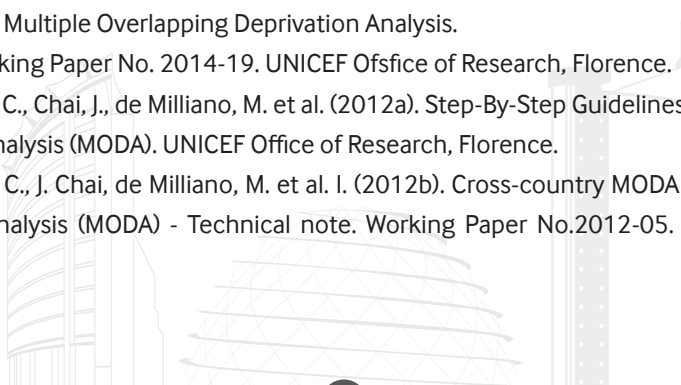 Multiple Overlapping Deprivation Analysis.
king Paper No. 2014-19. UNICEF Ofsfice of Research, Florence.
C., Chai, J., de Milliano, M. et al. (2012a). Step-By-Step Guidelines
nalysis (MODA). UNICEF Office of Research, Florence.
C., J. Chai, de Milliano, M. et al. I. (2012b). Cross-country MODA
nalysis (MODA) - Technical note. Working Paper No.2012-05.